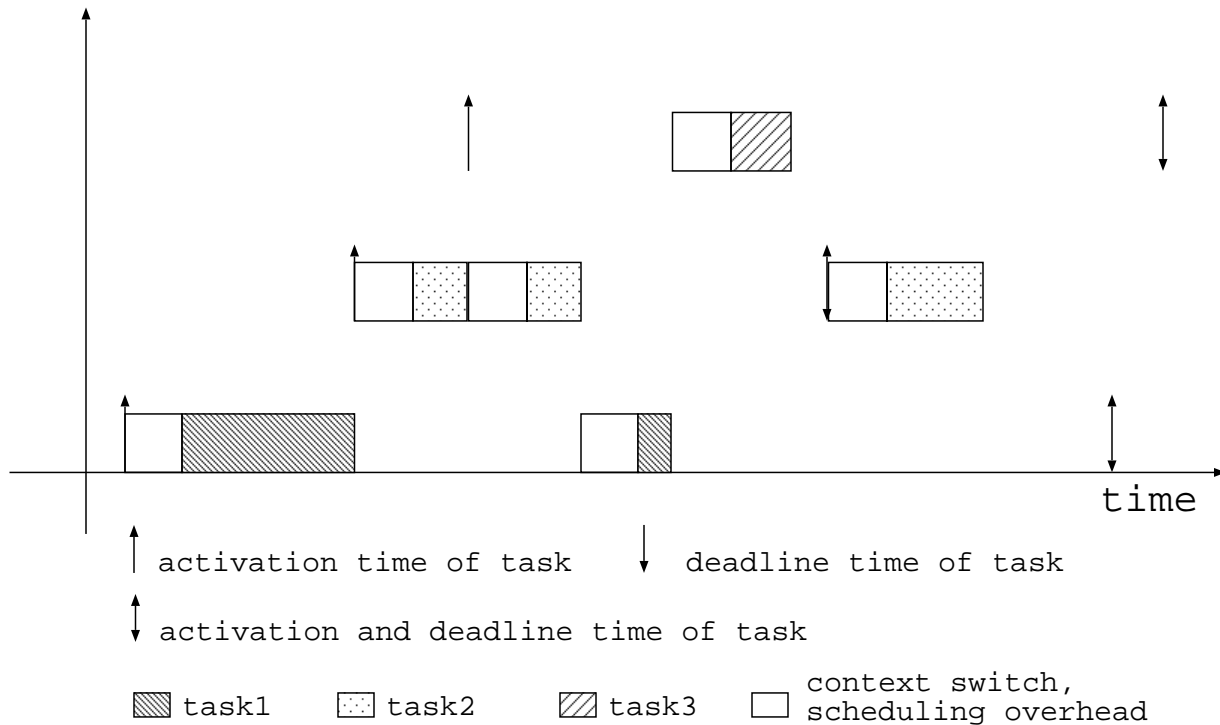 time
activation time of task
deadline time of task
activation and deadline time of task
task1
task2
task3
context switch,
scheduling overhead